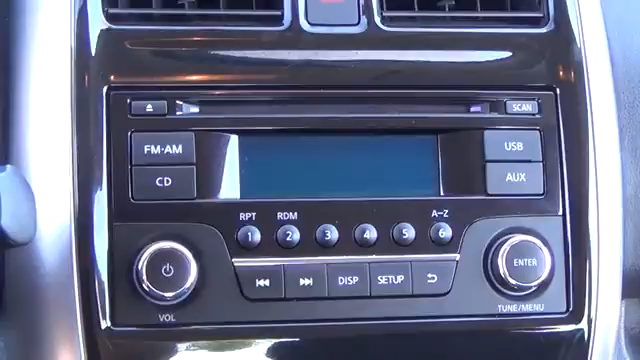 SCAN
FM·AM
USB
CD
AUX
RPT RDM A-Z
1 2 3 4 5 6
DISP SETUP
ENTER
VOL
TUNE/MENU